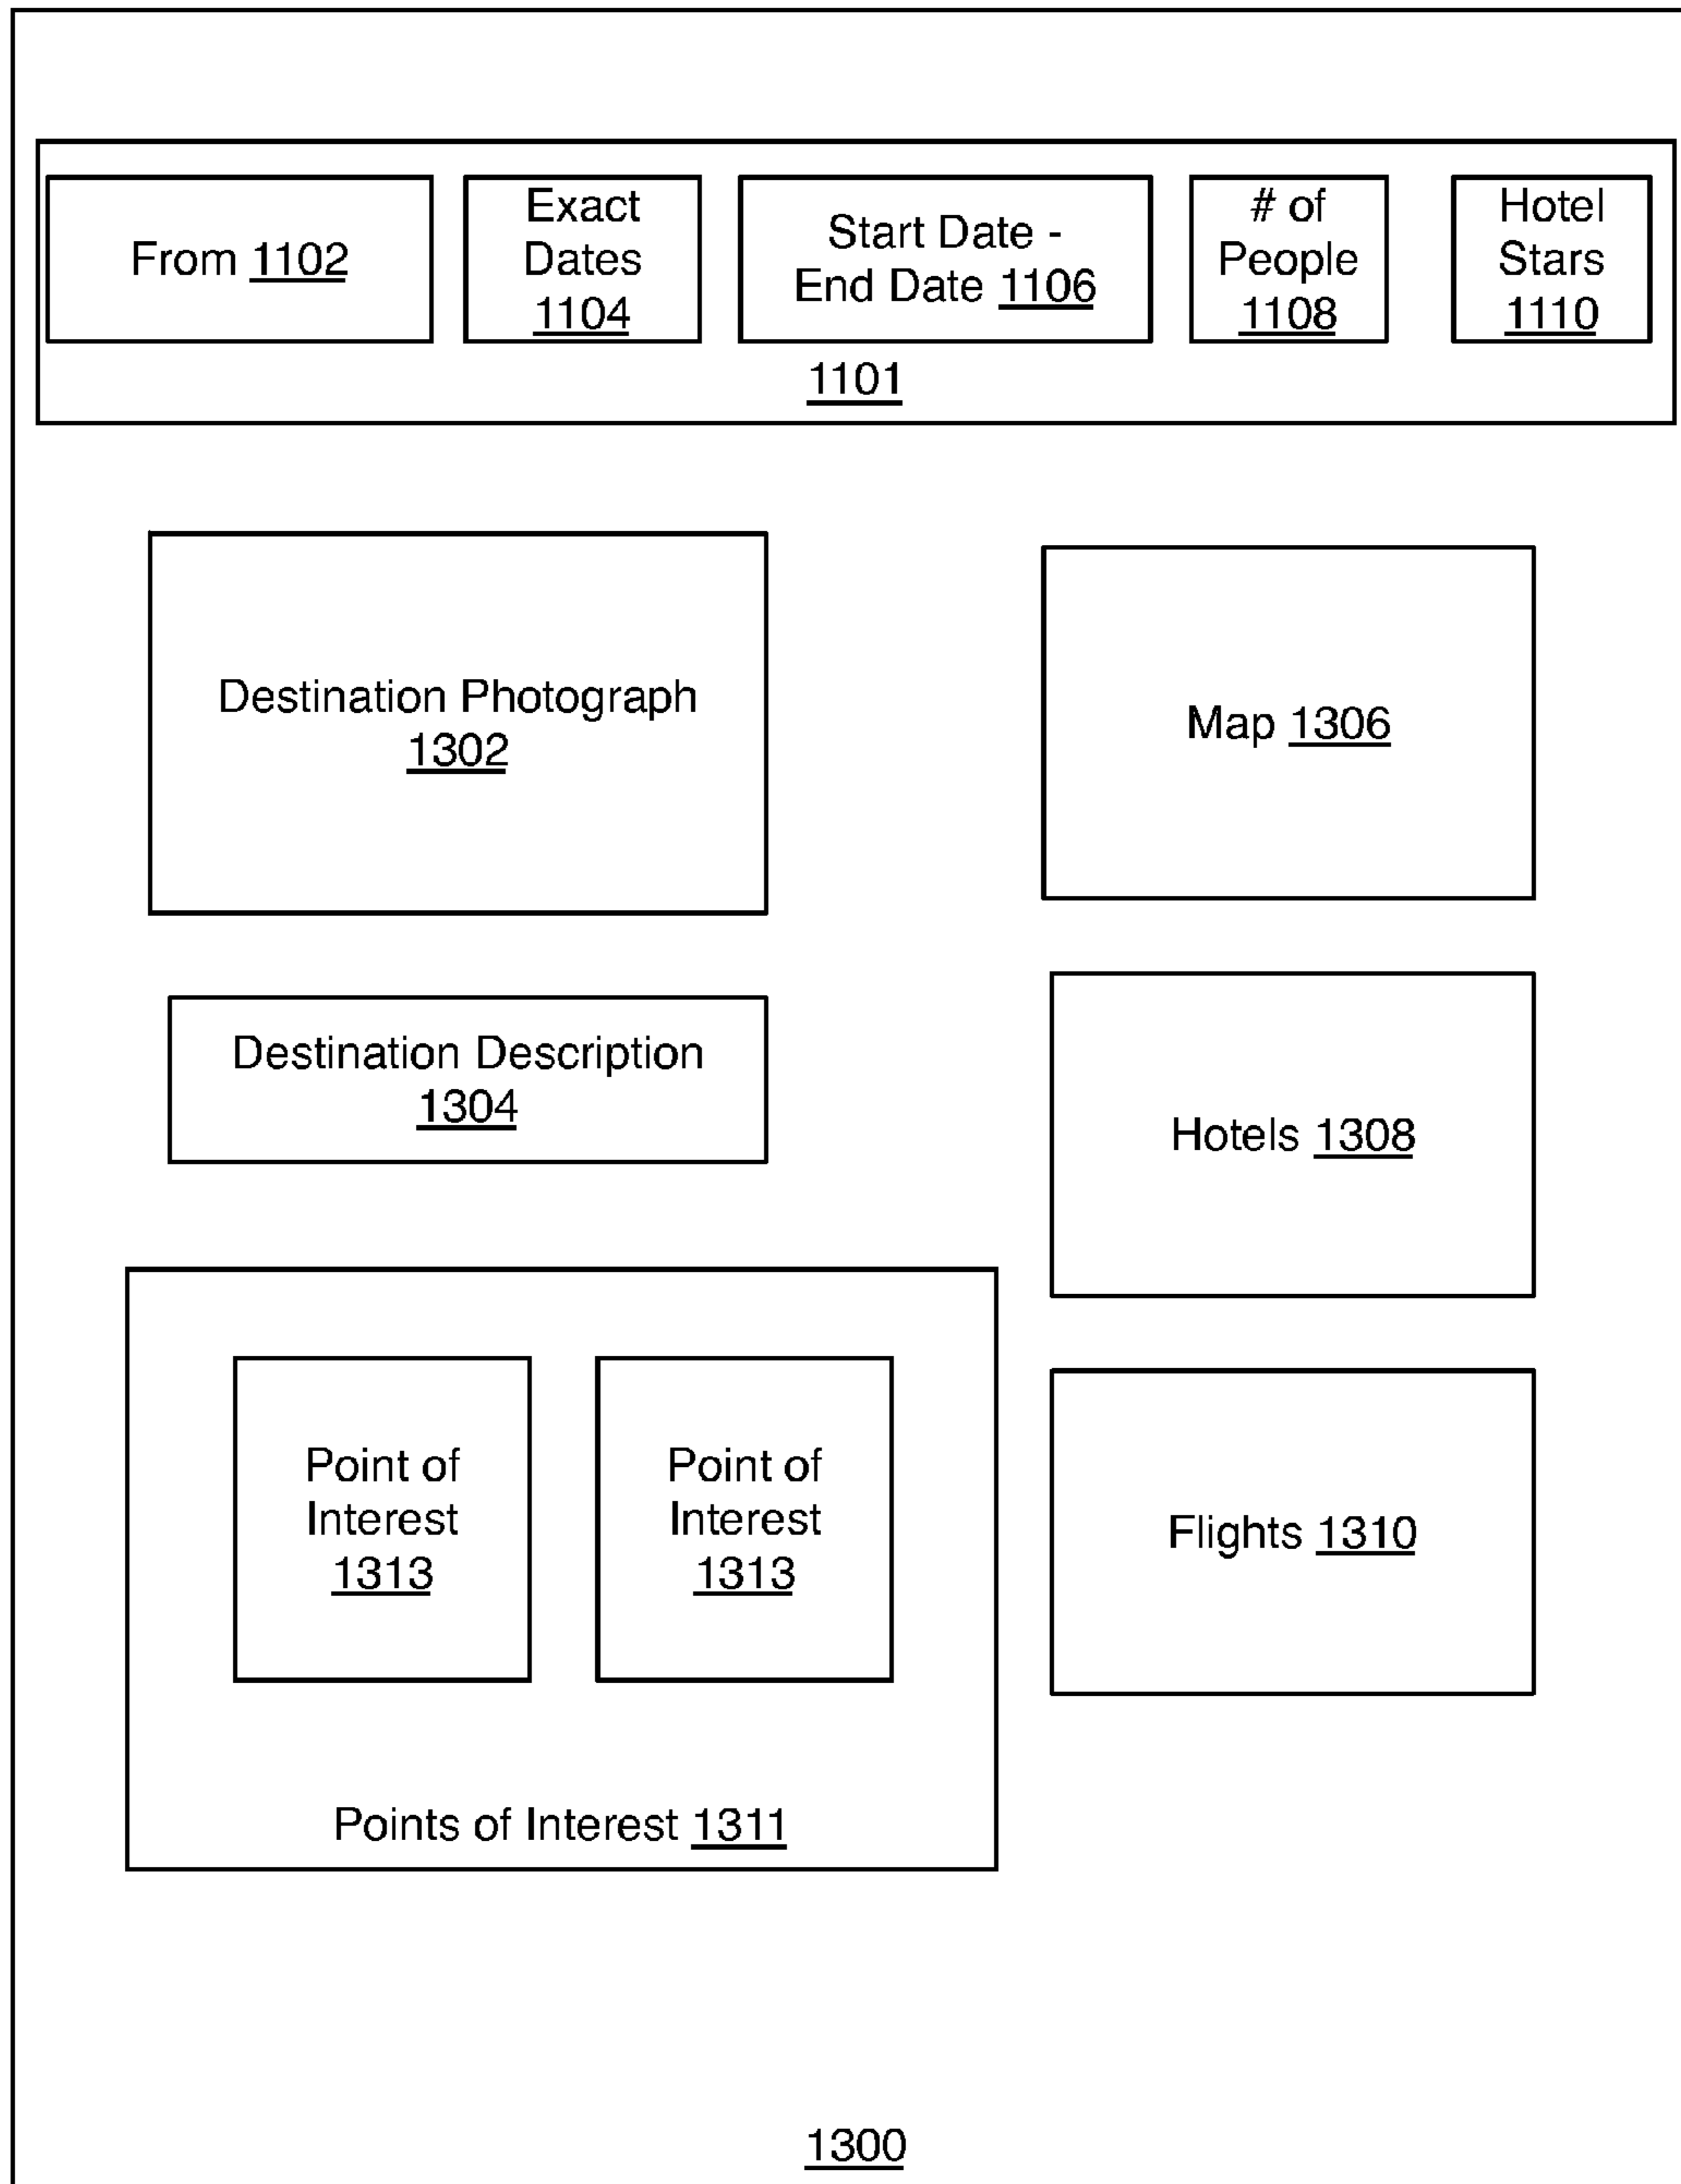 From 1102
Exact
Dates
1104
Start Date -
End Date 1106
# of
People
1108
Hotel
Stars
1110
1101
Destination Photograph
1302
Map 1306
Destination Description
1304
Hotels 1308
Point of
Interest
1313
Point of
Interest
1313
Flights 1310
Points of Interest 1311
1300